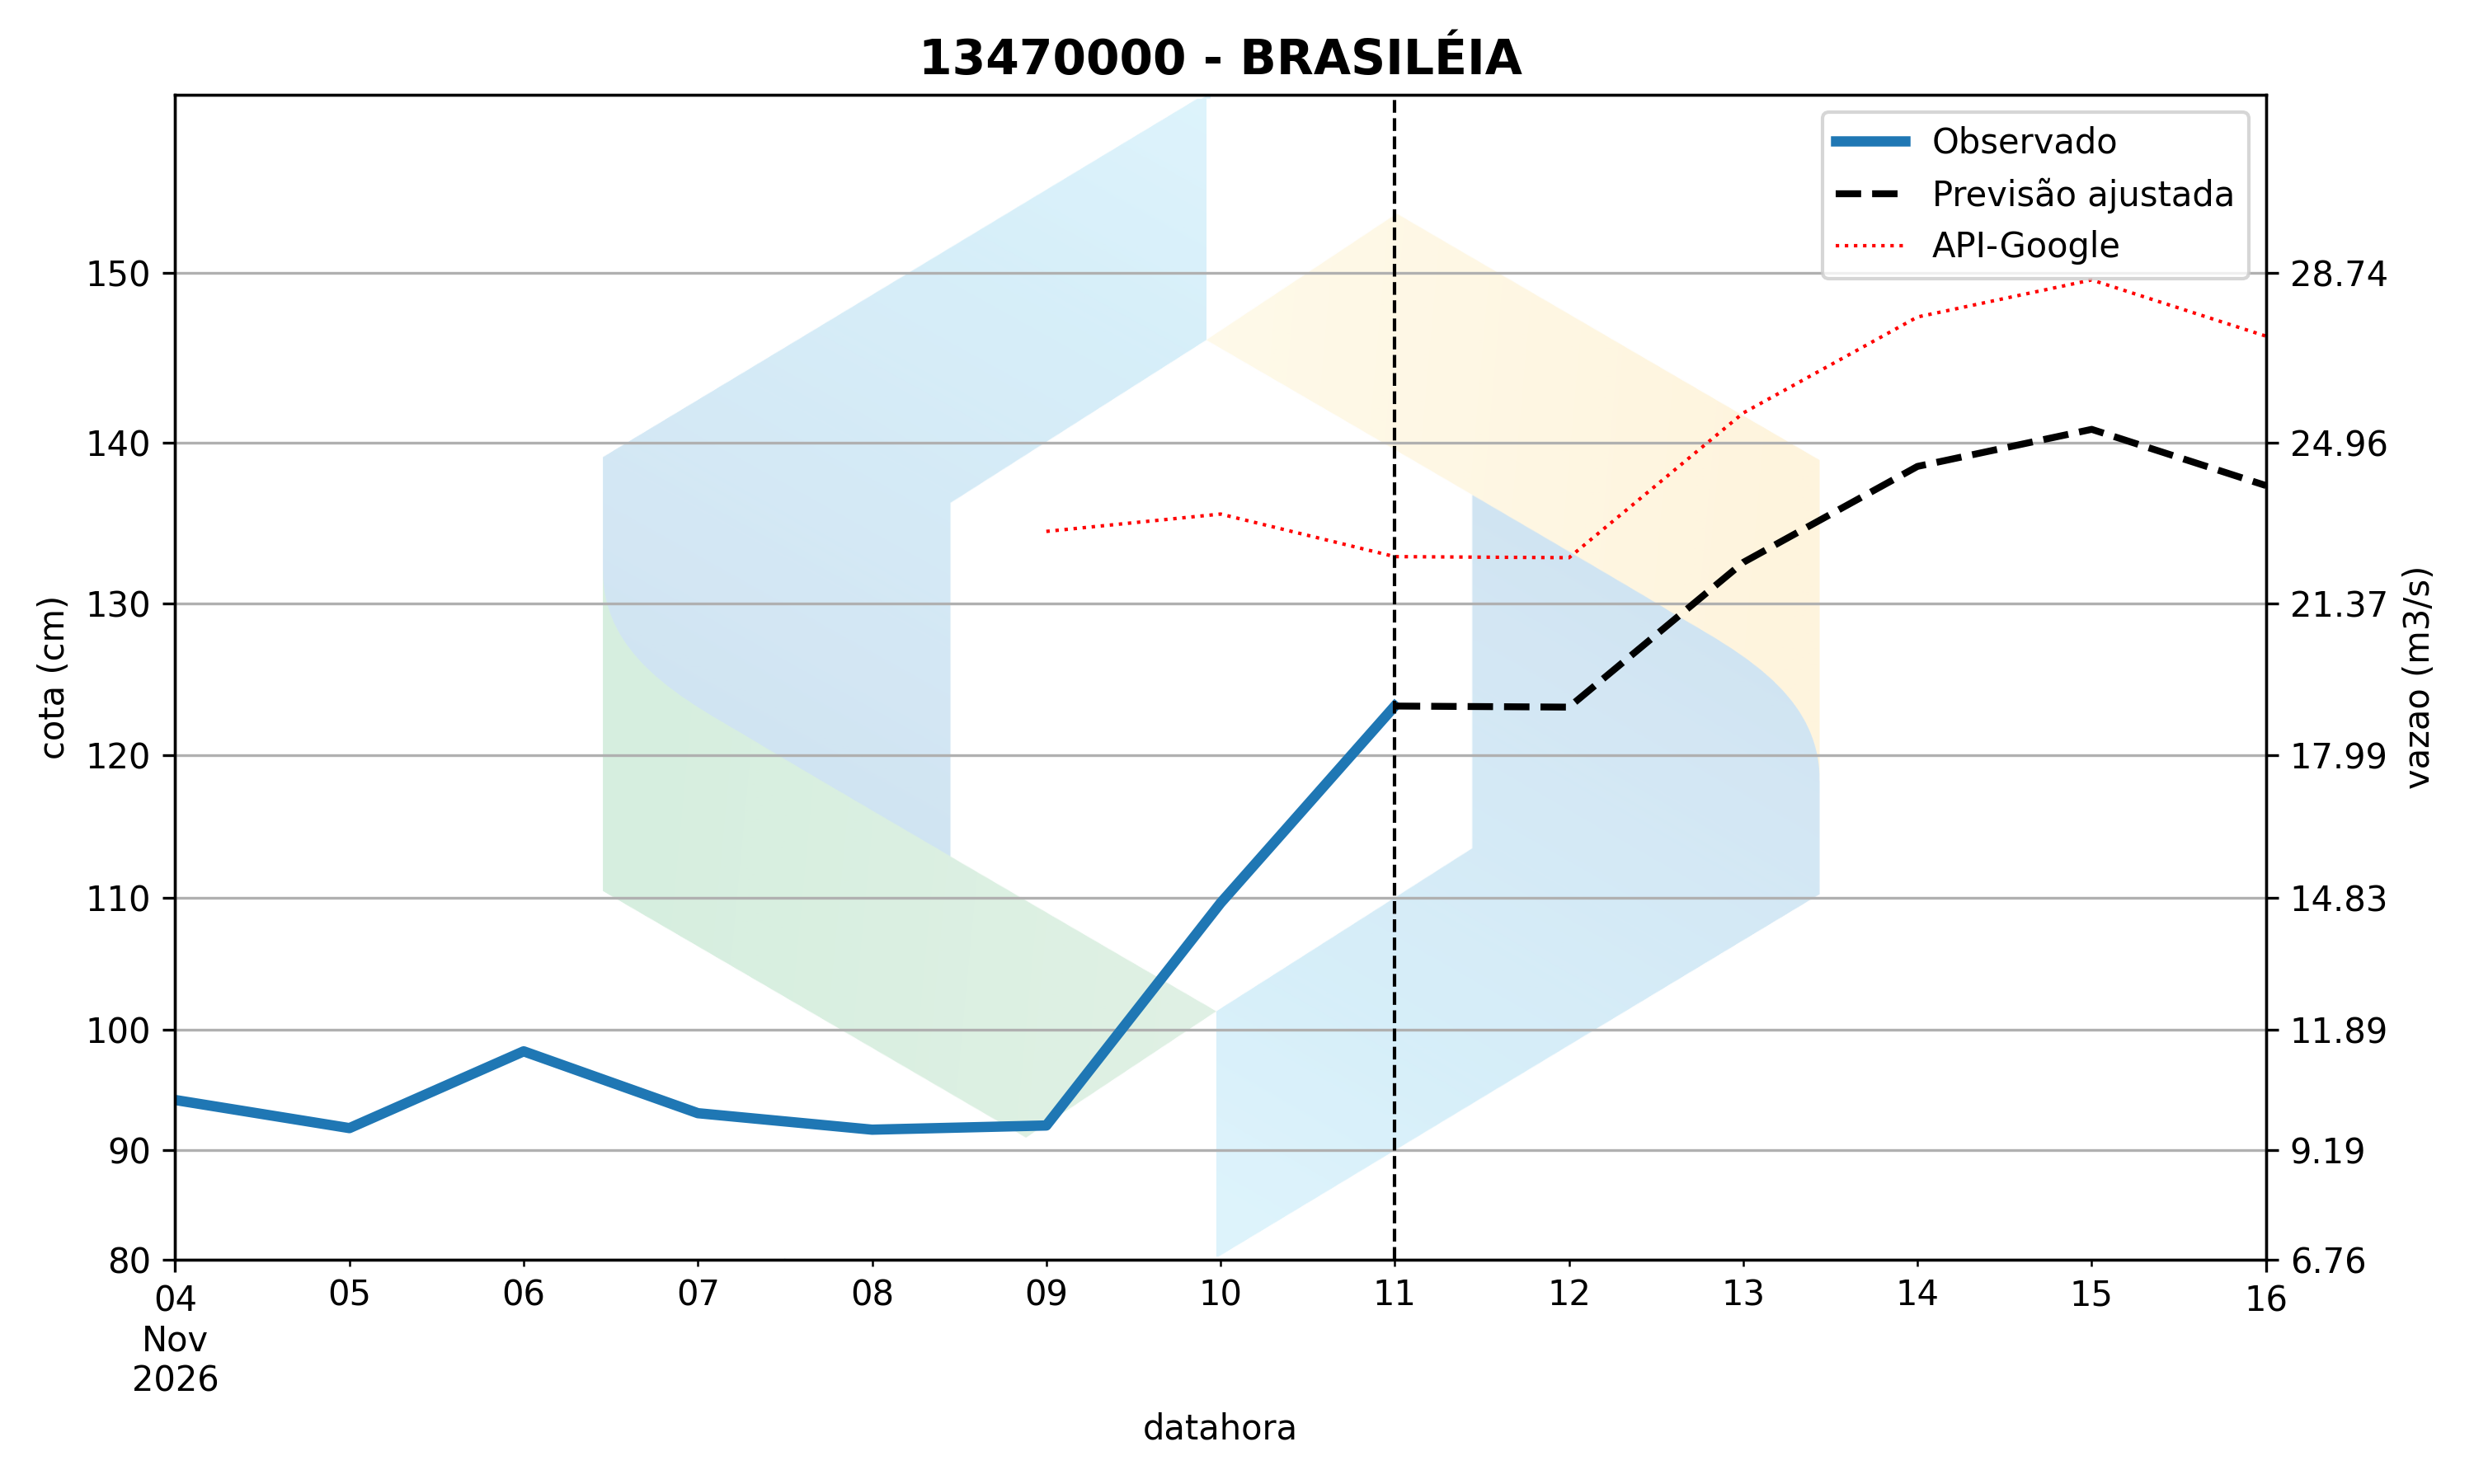 13470000 - BRASILÉIA
Observado
Previsão ajustada
API-Google
150
140
130
120
110
100
90
80
cota (cm)
28.74
24.96
21.37
17.99
14.83
11.89
9.19
6.76
vazao (m3/s)
04 05 06 07 08 09 10 11 12 13 14 15 16
Nov
2026
datahora